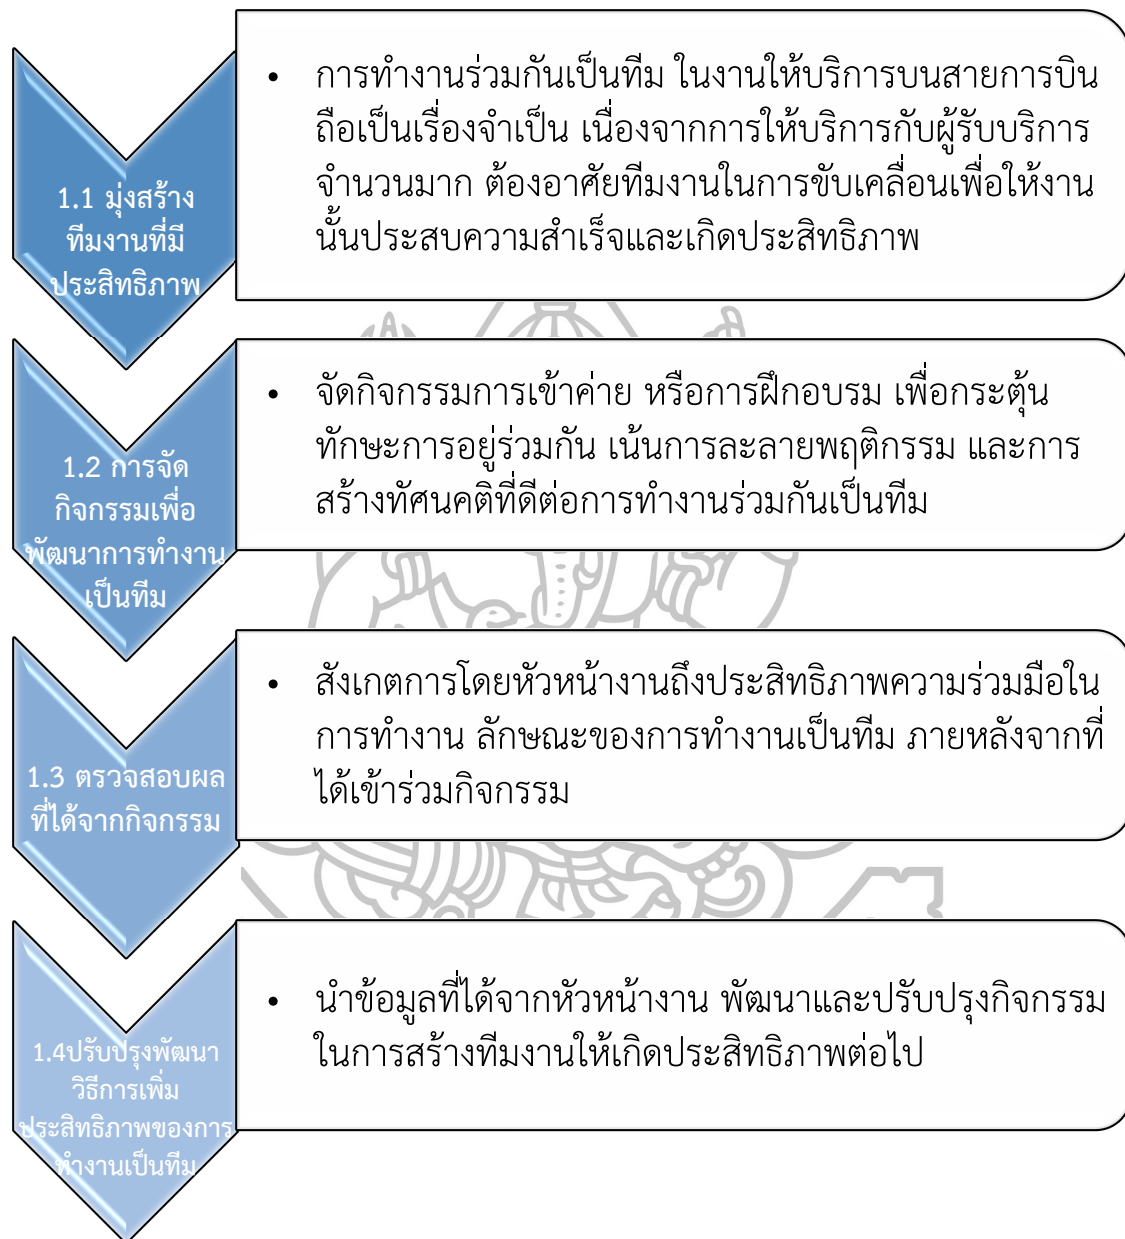 1.1 มุ่งสร้าง
ทีมงานที่มี
ประสิทธิภาพ
• การทำงานร่วมกันเป็นทีม ในงานให้บริการบนสายการบิน
ถือเป็นเรื่องจำเป็น เนื่องจากการให้บริการกับผู้รับบริการ
จำนวนมาก ต้องอาศัยทีมงานในการขับเคลื่อนเพื่อให้งาน
นั้นประสบความสำเร็จและเกิดประสิทธิภาพ
1.2 การจัด
กิจกรรมเพื่อ
พัฒนาการทำงาน
เป็นทีม
• จัดกิจกรรมการเข้าค่าย หรือการฝึกอบรม เพื่อกระตุ้น
ทักษะการอยู่ร่วมกัน เน้นการละลายพฤติกรรม และการ
สร้างทัศนคติที่ดีต่อการทำงานร่วมกันเป็นทีม
1.3 ตรวจสอบผล
ที่ได้จากกิจกรรม
• สังเกตการโดยหัวหน้างานถึงประสิทธิภาพความร่วมมือใน
การทำงาน ลักษณะของการทำงานเป็นทีม ภายหลังจากที่
ได้เข้าร่วมกิจกรรม
1.4ปรับปรุงพัฒนา
วิธีการเพิ่ม
ประสิทธิภาพของการ
ทำงานเป็นทีม
• นำข้อมูลที่ได้จากหัวหน้างาน พัฒนาและปรับปรุงกิจกรรม
ในการสร้างทีมงานให้เกิดประสิทธิภาพต่อไป